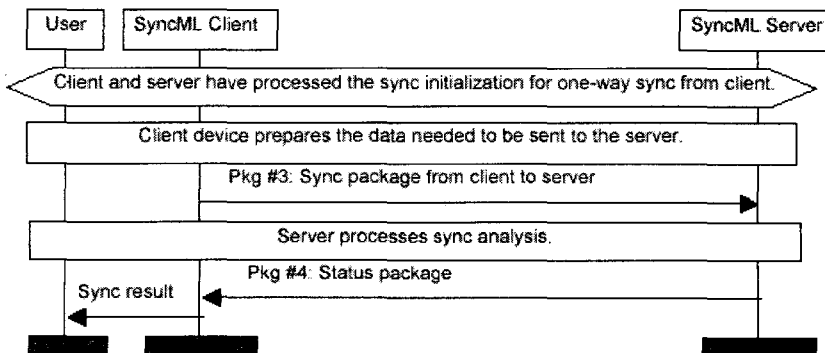 User
SyncML Client
SyncML Server
Client and server have processed the sync initialization for one-way sync from client.
Client device prepares the data needed to be sent to the server.
Pkg #3: Sync package from client to server
Server processes sync analysis.
Pkg #4: Status package
Sync result